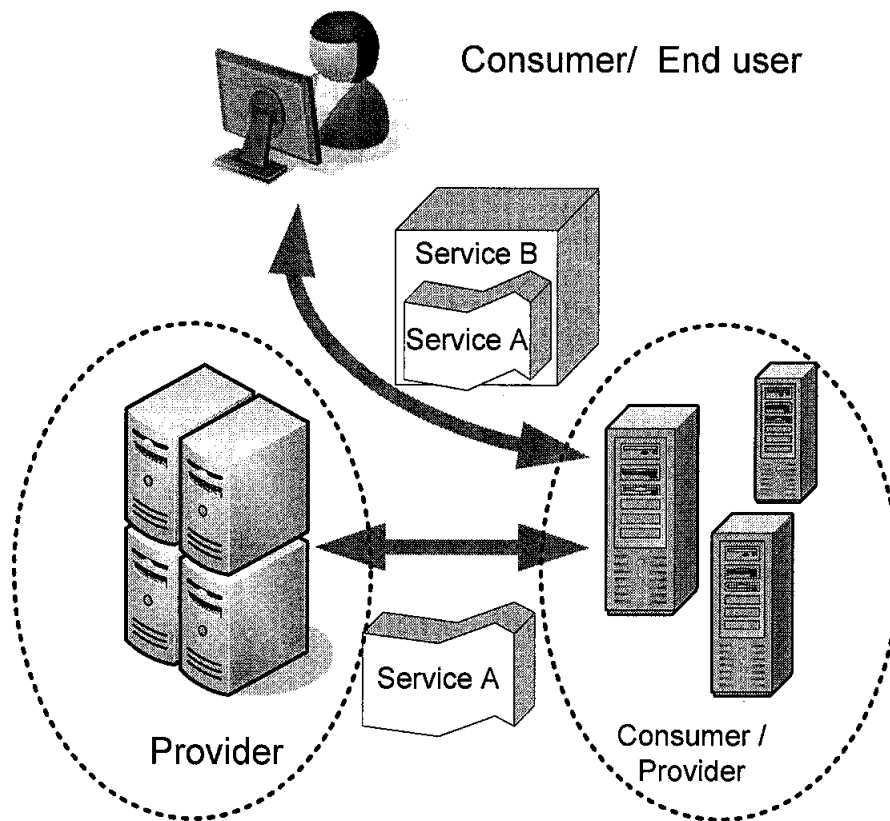 Consumer/ End user
Service B
Service A
Service A
Provider
Consumer /
Provider